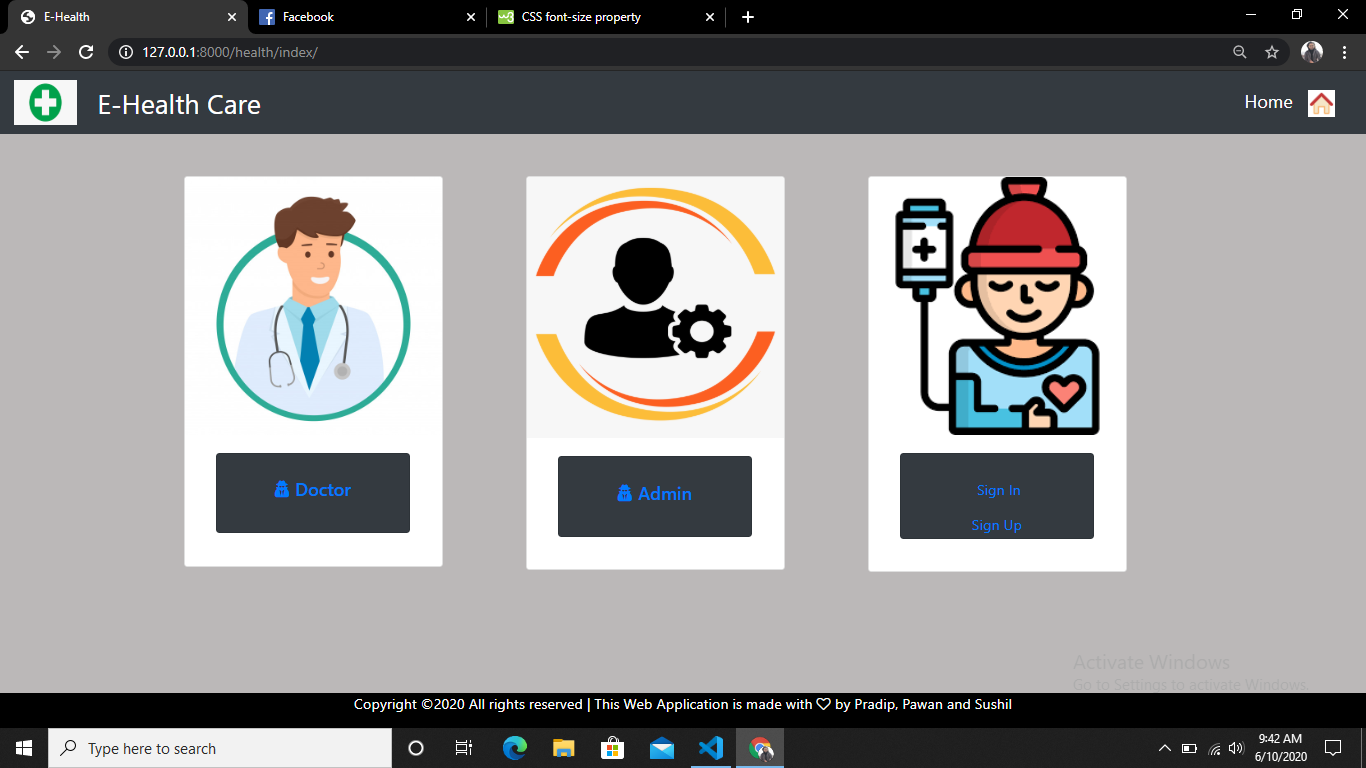 E-Health
Facebook
CSS font-size property
127.0.0.1:8000/health/index/
E-Health Care
Home
Doctor
Admin
Sign In
Sign Up
Activate Windows
Go to Settings to activate Windows.
Copyright ©2020 All rights reserved | This Web Application is made with ♡ by Pradip, Pawan and Sushil
Type here to search
9:42 AM
6/10/2020